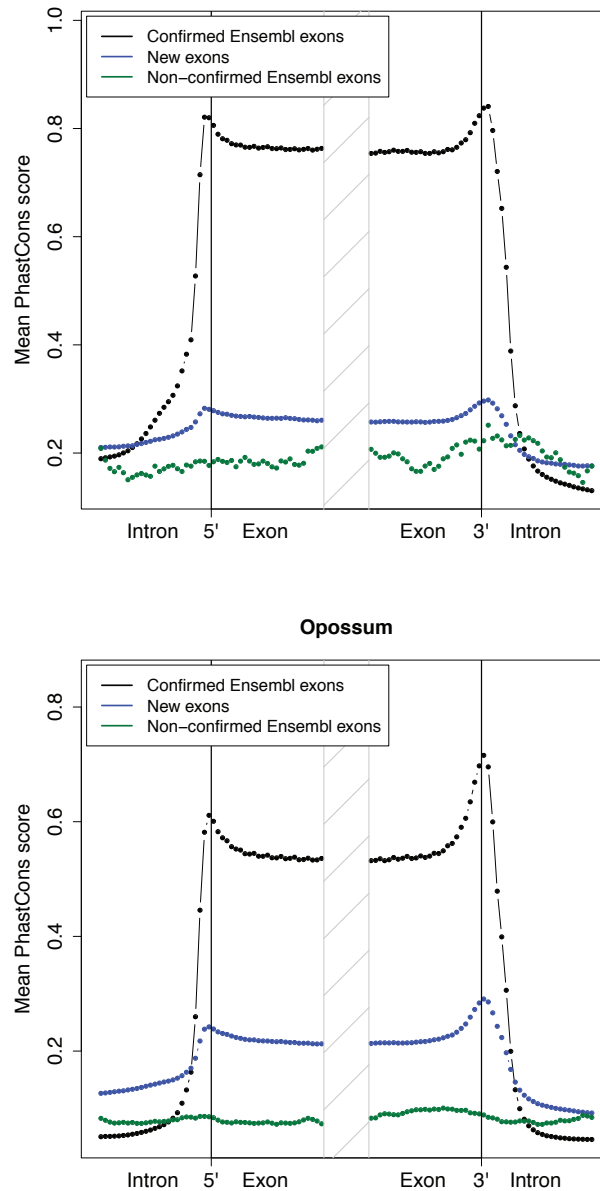 1.0
0.8
0.6
0.4
0.2
Mean PhastCons score
Confirmed Ensembl exons
New exons
Non−confirmed Ensembl exons
Intron 5' Exon Exon 3' Intron
Opossum
0.8
0.6
0.4
0.2
Mean PhastCons score
Confirmed Ensembl exons
New exons
Non−confirmed Ensembl exons
Intron 5' Exon Exon 3' Intron